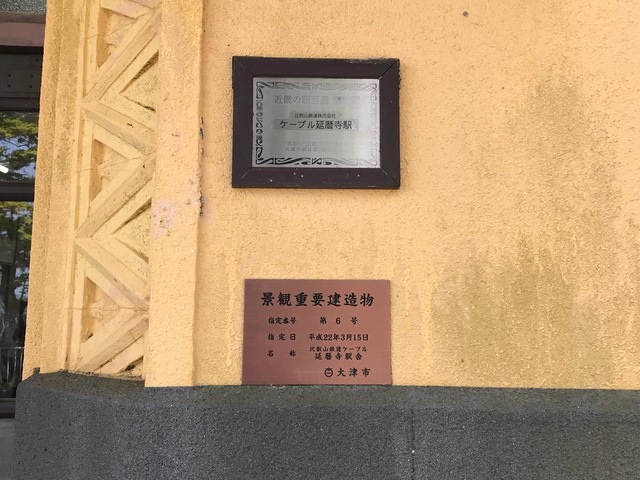 近畿の駅百選
比叡山鉄道株式会社
ケーブル延暦寺駅
景観重要建造物
指定番号 第6号
指定日 平成22年3月15日
名称 比叡山鉄道ケーブル
延暦寺駅舎
大津市